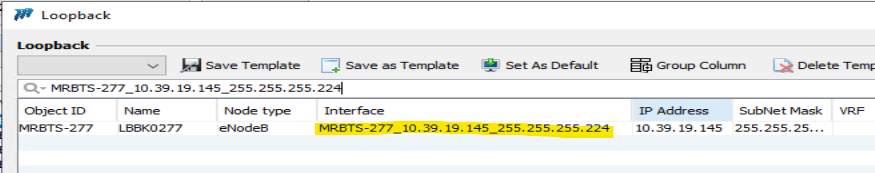 Loopback
Loopback
Save Template Save as Template Set As Default Group Column Delete Temp
MRBTS-277_10.39.19.145_255.255.255.224
Object ID Name Node type Interface IP Address SubNet Mask VRF
MRBTS-277 LBBK0277 eNodeB MRBTS-277_10.39.19.145_255.255.255.224 10.39.19.145 255.255.25...